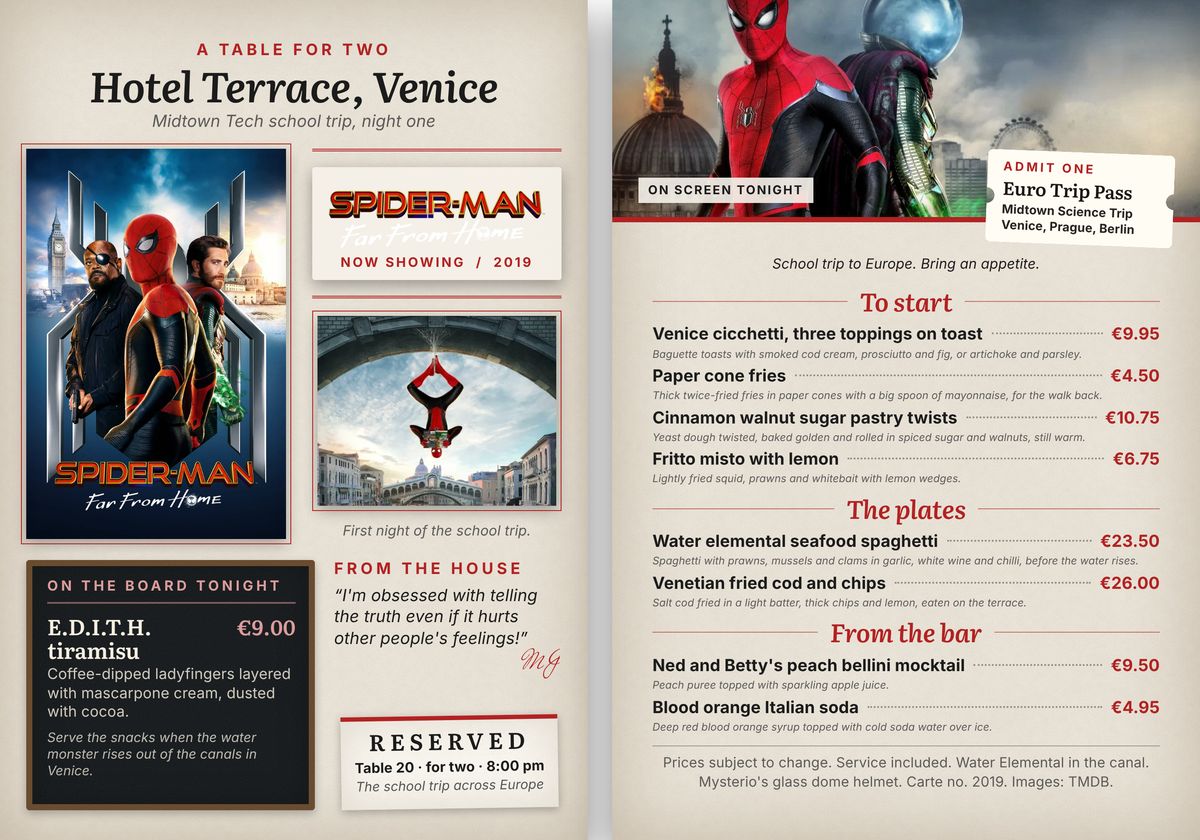 A TABLE FOR TWO
Hotel Terrace, Venice
Midtown Tech school trip, night one
SPIDER-MAN
Far From Home
SPIDER-MAN
Far From Home
NOW SHOWING / 2019
First night of the school trip.
ON THE BOARD TONIGHT
E.D.I.T.H. tiramisu €9.00
Coffee-dipped ladyfingers layered
with mascarpone cream, dusted
with cocoa.
Serve the snacks when the water
monster rises out of the canals in
Venice.
FROM THE HOUSE
“I'm obsessed with telling
the truth even if it hurts
other people's feelings!”
MJ
RESERVED
Table 20 · for two · 8:00 pm
The school trip across Europe
ON SCREEN TONIGHT
ADMIT ONE
Euro Trip Pass
Midtown Science Trip
Venice, Prague, Berlin
School trip to Europe. Bring an appetite.
To start
Venice cicchetti, three toppings on toast €9.95
Baguette toasts with smoked cod cream, prosciutto and fig, or artichoke and parsley.
Paper cone fries €4.50
Thick twice-fried fries in paper cones with a big spoon of mayonnaise, for the walk back.
Cinnamon walnut sugar pastry twists €10.75
Yeast dough twisted, baked golden and rolled in spiced sugar and walnuts, still warm.
Fritto misto with lemon €6.75
Lightly fried squid, prawns and whitebait with lemon wedges.
The plates
Water elemental seafood spaghetti €23.50
Spaghetti with prawns, mussels and clams in garlic, white wine and chilli, before the water rises.
Venetian fried cod and chips €26.00
Salt cod fried in a light batter, thick chips and lemon, eaten on the terrace.
From the bar
Ned and Betty's peach bellini mocktail €9.50
Peach puree topped with sparkling apple juice.
Blood orange Italian soda €4.95
Deep red blood orange syrup topped with cold soda water over ice.
Prices subject to change. Service included. Water Elemental in the canal.
Mysterio's glass dome helmet. Carte no. 2019. Images: TMDB.